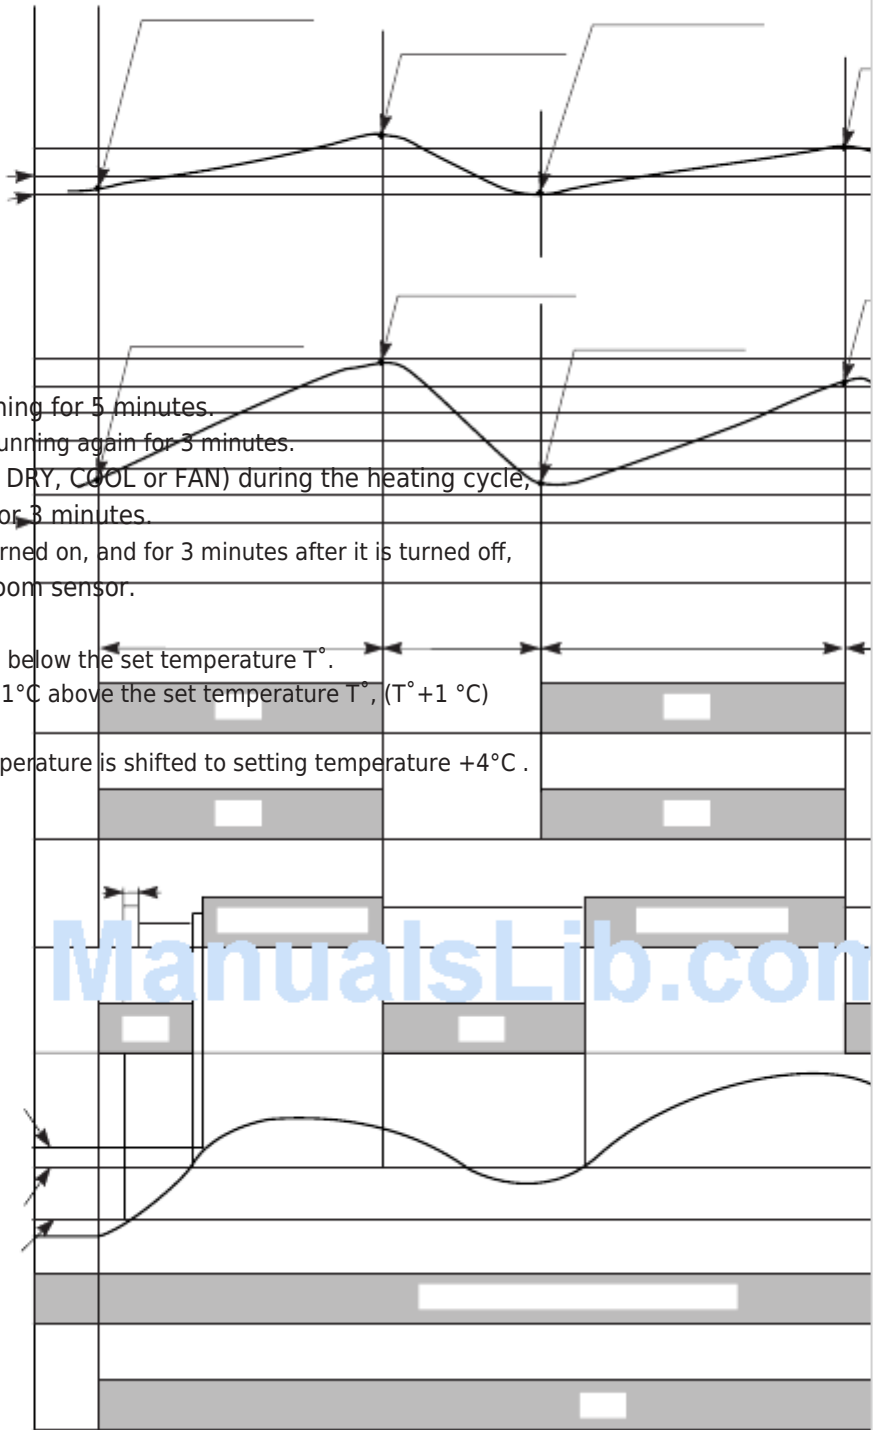 ning for 5 minutes.
unning again for 3 minutes.
DRY, COOL or FAN) during the heating cycle,
or 3 minutes.
rned on, and for 3 minutes after it is turned off,
oom sensor.
below the set temperature T°.
1°C above the set temperature T°, (T°+1 °C)
perature is shifted to setting temperature +4°C .
ManualsLib.com